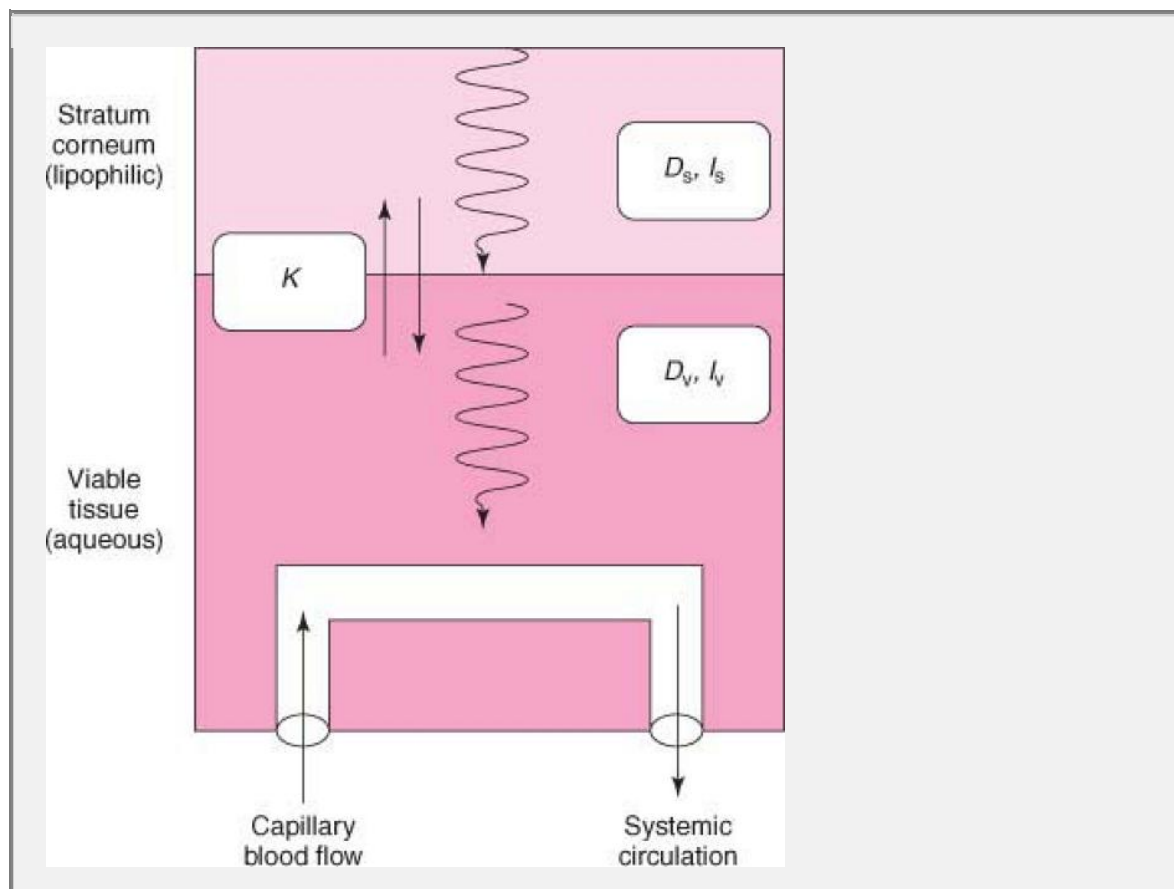 Stratum
corneum
(lipophilic)
Ds, ls
K
Dv, lv
Viable
tissue
(aqueous)
Capillary
blood flow
Systemic
circulation